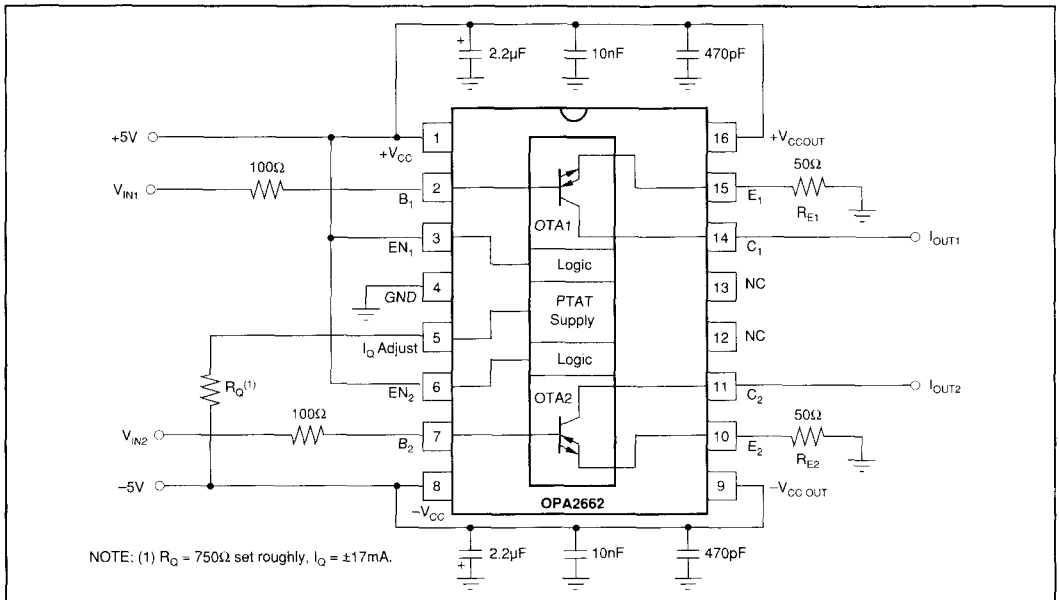 +
2.2µF
10nF
470pF
+5V
1
+VCC
16
+VCCOUT
100Ω
50Ω
VIN1
2
B1
15
E1
RE1
OTA1
3
EN1
14
C1
IOUT1
Logic
4
GND
13
NC
PTAT
Supply
5
IQ Adjust
12
NC
Logic
RQ(1)
6
EN2
OTA2
11
C2
IOUT2
100Ω
50Ω
VIN2
7
B2
10
E2
RE2
–5V
8
–VCC
9
–VCC OUT
OPA2662
2.2µF
+
10nF
470pF
NOTE: (1) RQ = 750Ω set roughly, IQ = ±17mA.